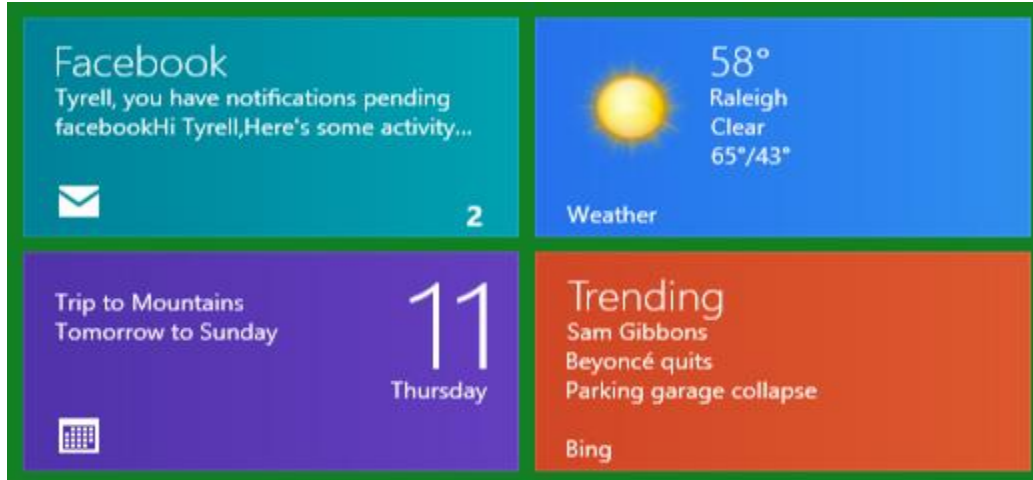 Facebook
Tyrell, you have notifications pending
facebookHi Tyrell,Here's some activity...
2
58°
Raleigh
Clear
65°/43°
Weather
Trip to Mountains
Tomorrow to Sunday
11
Thursday
Trending
Sam Gibbons
Beyoncé quits
Parking garage collapse
Bing